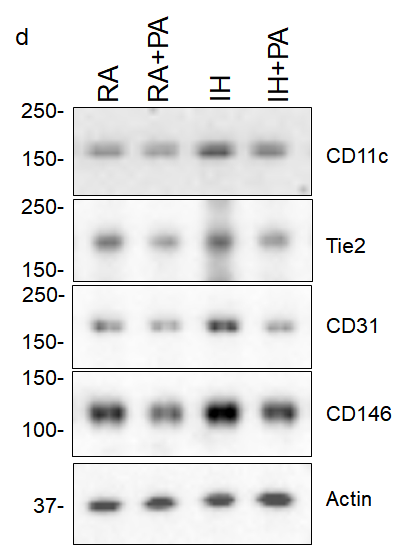 d
RA
RA+PA
IH
IH+PA
250-
150-
CD11c
250-
Tie2
150-
250-
CD31
150-
150-
CD146
100-
37-
Actin